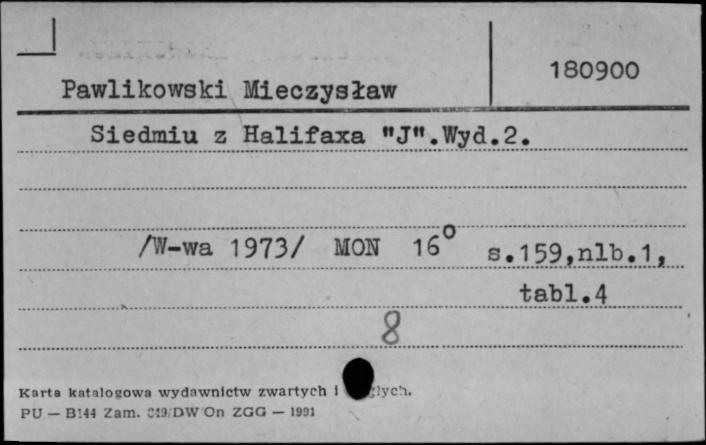 180900
Pawlikowski Mieczysław
Siedmiu z Halifaxa "J".Wyd.2.
/W-wa 1973/ MON 16° s.159,nlb.1,
tabl.4
8
Karta katalogowa wydawnictw zwartych i
PU — B144 Zam. DW/On ZGG — 1991